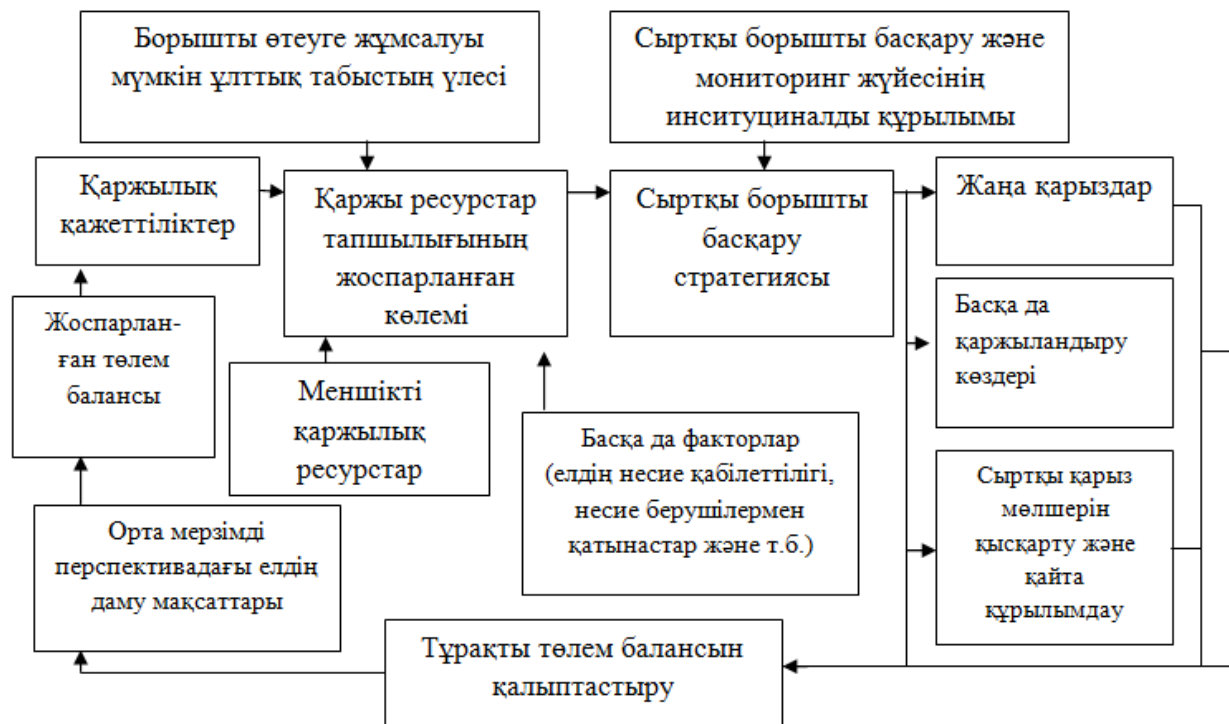 Борышты өтеуге жұмсалуы
мүмкін ұлттық табыстың үлесі
Сыртқы борышты басқару және
мониторинг жүйесінің
инситуциналды құрылымы
Қаржылық
қажеттіліктер
Қаржы ресурстар
тапшылығының
жоспарланған
көлемі
Сыртқы борышты
басқару
стратегиясы
Жаңа қарыздар
Жоспарлан-
ған төлем
балансы
Басқа да
қаржыландыру
көздері
Меншікті
қаржылық
ресурстар
Басқа да факторлар
(елдің несие қабілеттілігі,
несие берушілермен
қатынастар және т.б.)
Сыртқы қарыз
мөлшерін
қысқарту және
қайта
құрылымдау
Орта мерзімді
перспективадағы елдің
даму мақсаттары
Тұрақты төлем балансын
қалыптастыру